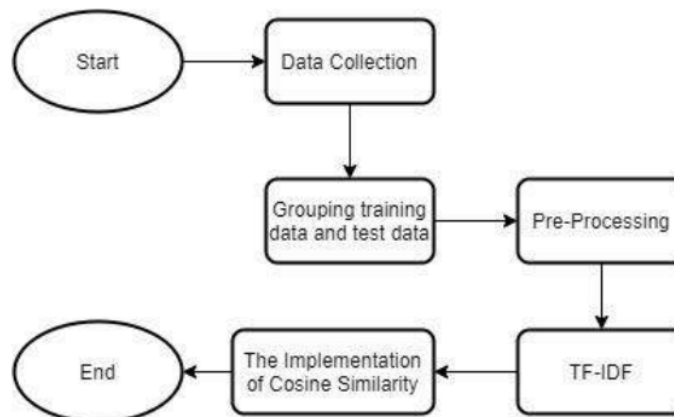 Start
Data Collection
Grouping training
data and test data
Pre-Processing
TF-IDF
The Implementation
of Cosine Similarity
End